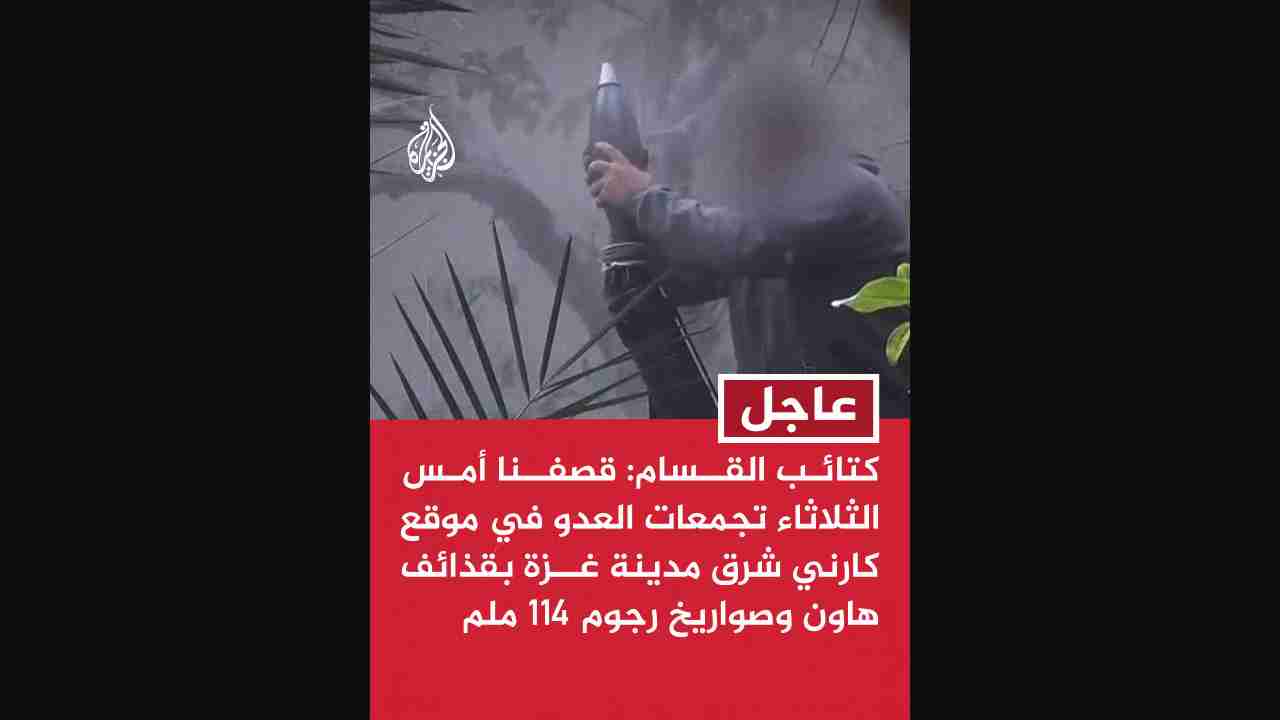 الجزيرة
عاجل
كتائب القسام: قصفنا أمس
الثلاثاء تجمعات العدو في موقع
كارني شرق مدينة غزة بقذائف
هاون وصواريخ رجوم 114 ملم